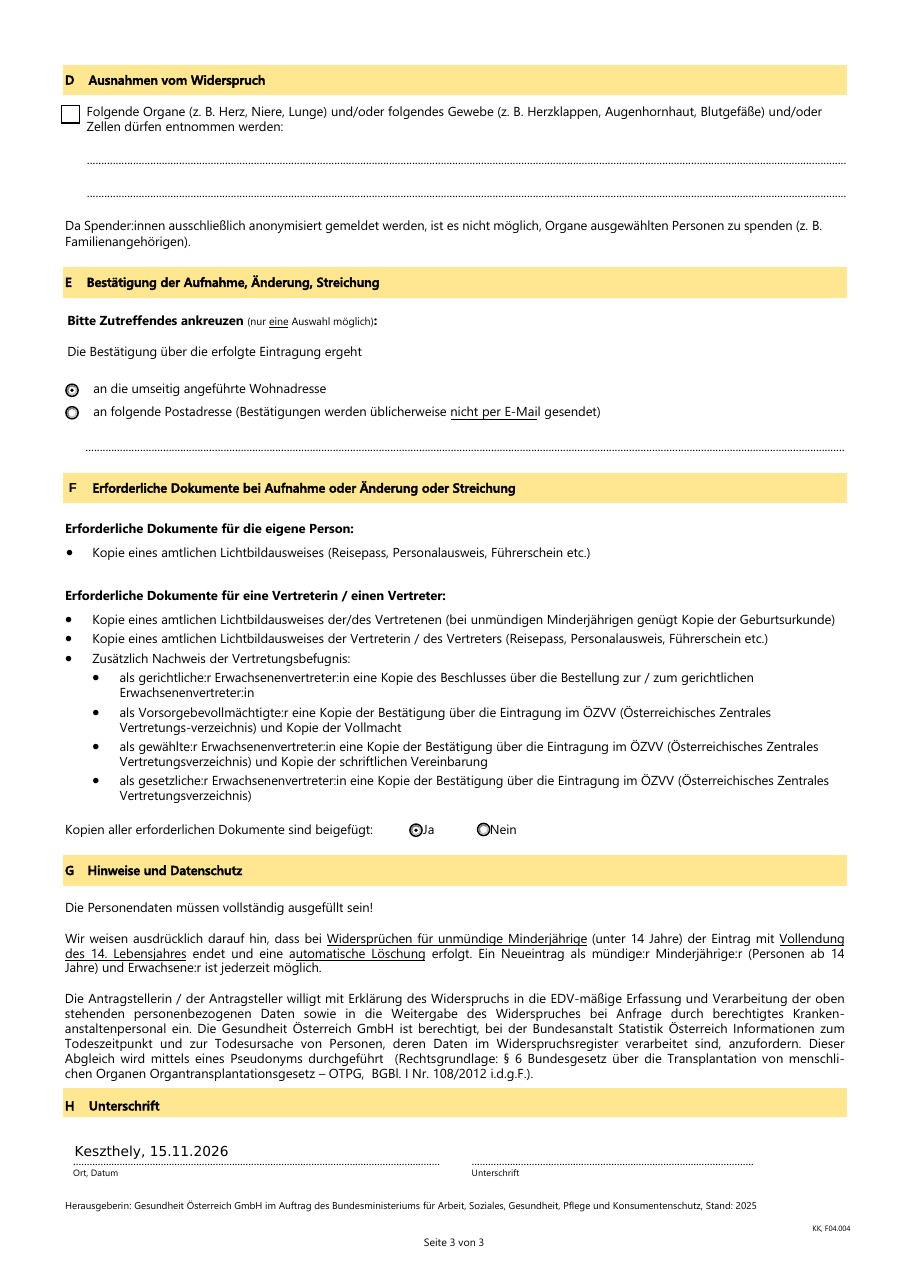 D Ausnahmen vom Widerspruch
Folgende Organe (z. B. Herz, Niere, Lunge) und/oder folgendes Gewebe (z. B. Herzklappen, Augenhornhaut, Blutgefäße) und/oder
Zellen dürfen entnommen werden:
Da Spender:innen ausschließlich anonymisiert gemeldet werden, ist es nicht möglich, Organe ausgewählten Personen zu spenden (z. B.
Familienangehörigen).
E Bestätigung der Aufnahme, Änderung, Streichung
Bitte Zutreffendes ankreuzen (nur eine Auswahl möglich):
Die Bestätigung über die erfolgte Eintragung ergeht
an die umseitig angeführte Wohnadresse
an folgende Postadresse (Bestätigungen werden üblicherweise nicht per E-Mail gesendet)
F Erforderliche Dokumente bei Aufnahme oder Änderung oder Streichung
Erforderliche Dokumente für die eigene Person:
• Kopie eines amtlichen Lichtbildausweises (Reisepass, Personalausweis, Führerschein etc.)
Erforderliche Dokumente für eine Vertreterin / einen Vertreter:
• Kopie eines amtlichen Lichtbildausweises der/des Vertretenen (bei unmündigen Minderjährigen genügt Kopie der Geburtsurkunde)
• Kopie eines amtlichen Lichtbildausweises der Vertreterin / des Vertreters (Reisepass, Personalausweis, Führerschein etc.)
• Zusätzlich Nachweis der Vertretungsbefugnis:
• als gerichtliche:r Erwachsenenvertreter:in eine Kopie des Beschlusses über die Bestellung zur / zum gerichtlichen
Erwachsenenvertreter:in
• als Vorsorgebevollmächtigte:r eine Kopie der Bestätigung über die Eintragung im ÖZVV (Österreichisches Zentrales
Vertretungs-verzeichnis) und Kopie der Vollmacht
• als gewählte:r Erwachsenenvertreter:in eine Kopie der Bestätigung über die Eintragung im ÖZVV (Österreichisches Zentrales
Vertretungsverzeichnis) und Kopie der schriftlichen Vereinbarung
• als gesetzliche:r Erwachsenenvertreter:in eine Kopie der Bestätigung über die Eintragung im ÖZVV (Österreichisches Zentrales
Vertretungsverzeichnis)
Kopien aller erforderlichen Dokumente sind beigefügt: Ja Nein
G Hinweise und Datenschutz
Die Personendaten müssen vollständig ausgefüllt sein!
Wir weisen ausdrücklich darauf hin, dass bei Widersprüchen für unmündige Minderjährige (unter 14 Jahre) der Eintrag mit Vollendung
des 14. Lebensjahres endet und eine automatische Löschung erfolgt. Ein Neueintrag als mündige:r Minderjährige:r (Personen ab 14
Jahre) und Erwachsene:r ist jederzeit möglich.
Die Antragstellerin / der Antragsteller willigt mit Erklärung des Widerspruchs in die EDV-mäßige Erfassung und Verarbeitung der oben
stehenden personenbezogenen Daten sowie in die Weitergabe des Widerspruches bei Anfrage durch berechtigtes Kranken-
anstaltenpersonal ein. Die Gesundheit Österreich GmbH ist berechtigt, bei der Bundesanstalt Statistik Österreich Informationen zum
Todeszeitpunkt und zur Todesursache von Personen, deren Daten im Widerspruchsregister verarbeitet sind, anzufordern. Dieser
Abgleich wird mittels eines Pseudonyms durchgeführt (Rechtsgrundlage: § 6 Bundesgesetz über die Transplantation von menschli-
chen Organen Organtransplantationsgesetz – OTPG, BGBl. I Nr. 108/2012 i.d.g.F.).
H Unterschrift
Keszthely, 15.11.2026
Ort, Datum Unterschrift
Herausgeberin: Gesundheit Österreich GmbH im Auftrag des Bundesministeriums für Arbeit, Soziales, Gesundheit, Pflege und Konsumentenschutz, Stand: 2025
KK, F04.004
Seite 3 von 3